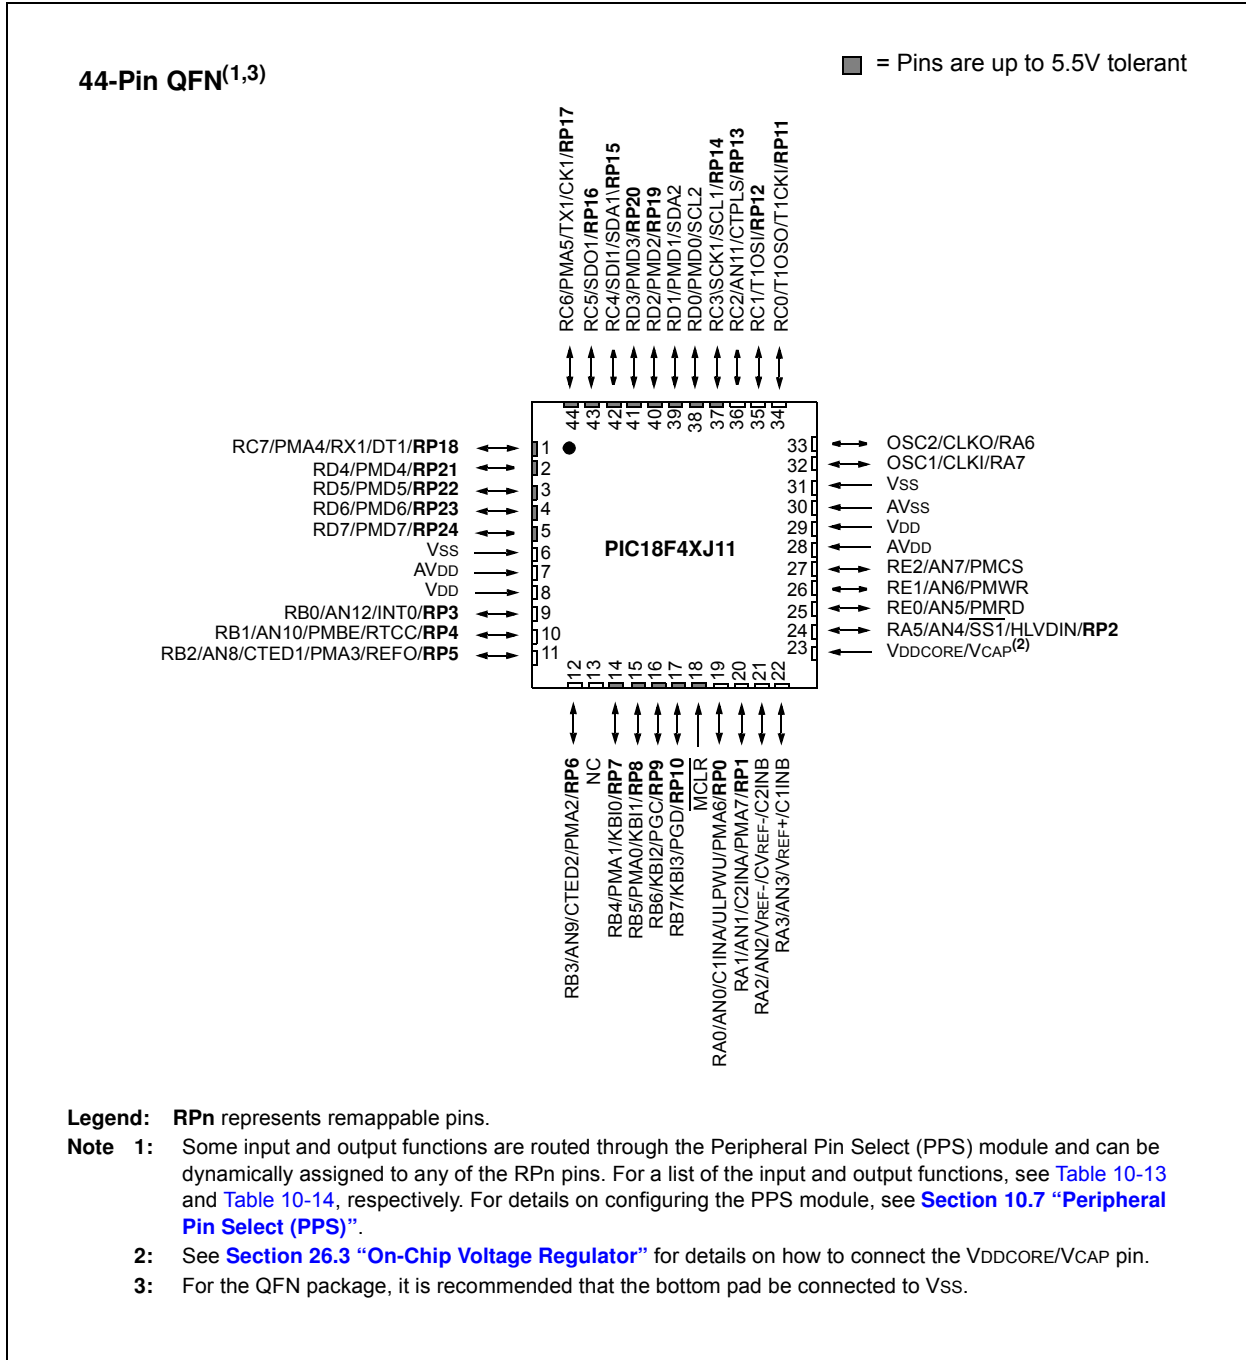 44-Pin QFN(1,3)
= Pins are up to 5.5V tolerant
RC6/PMA5/TX1/CK1/RP17
RC5/SDO1/RP16
RC4/SDI1/SDA1\RP15
RD3/PMD3/RP20
RD2/PMD2/RP19
RD1/PMD1/SDA2
RD0/PMD0/SCL2
RC3\SCK1/SCL1/RP14
RC2/AN11/CTPLS/RP13
RC1/T1OSI/RP12
RC0/T1OSO/T1CKI/RP11
44 43 42 41 40 39 38 37 36 35 34
RC7/PMA4/RX1/DT1/RP18 1
RD4/PMD4/RP21 2
RD5/PMD5/RP22 3
RD6/PMD6/RP23 4
RD7/PMD7/RP24 5
VSS 6
AVDD 7
VDD 8
RB0/AN12/INT0/RP3 9
RB1/AN10/PMBE/RTCC/RP4 10
RB2/AN8/CTED1/PMA3/REFO/RP5 11
PIC18F4XJ11
33 OSC2/CLKO/RA6
32 OSC1/CLKI/RA7
31 VSS
30 AVSS
29 VDD
28 AVDD
27 RE2/AN7/PMCS
26 RE1/AN6/PMWR
25 RE0/AN5/PMRD
24 RA5/AN4/SS1/HLVDIN/RP2
23 VDDCORE/VCAP(2)
12 13 14 15 16 17 18 19 20 21 22
RB3/AN9/CTED2/PMA2/RP6
NC
RB4/PMA1/KBI0/RP7
RB5/PMA0/KBI1/RP8
RB6/KBI2/PGC/RP9
RB7/KBI3/PGD/RP10
MCLR
RA0/AN0/C1INA/ULPWU/PMA6/RP0
RA1/AN1/C2INA/PMA7/RP1
RA2/AN2/VREF-/CVREF-/C2INB
RA3/AN3/VREF+/C1INB
Legend: RPn represents remappable pins.
Note 1: Some input and output functions are routed through the Peripheral Pin Select (PPS) module and can be
dynamically assigned to any of the RPn pins. For a list of the input and output functions, see Table 10-13
and Table 10-14, respectively. For details on configuring the PPS module, see Section 10.7 “Peripheral
Pin Select (PPS)”.
2: See Section 26.3 “On-Chip Voltage Regulator” for details on how to connect the VDDCORE/VCAP pin.
3: For the QFN package, it is recommended that the bottom pad be connected to VSS.